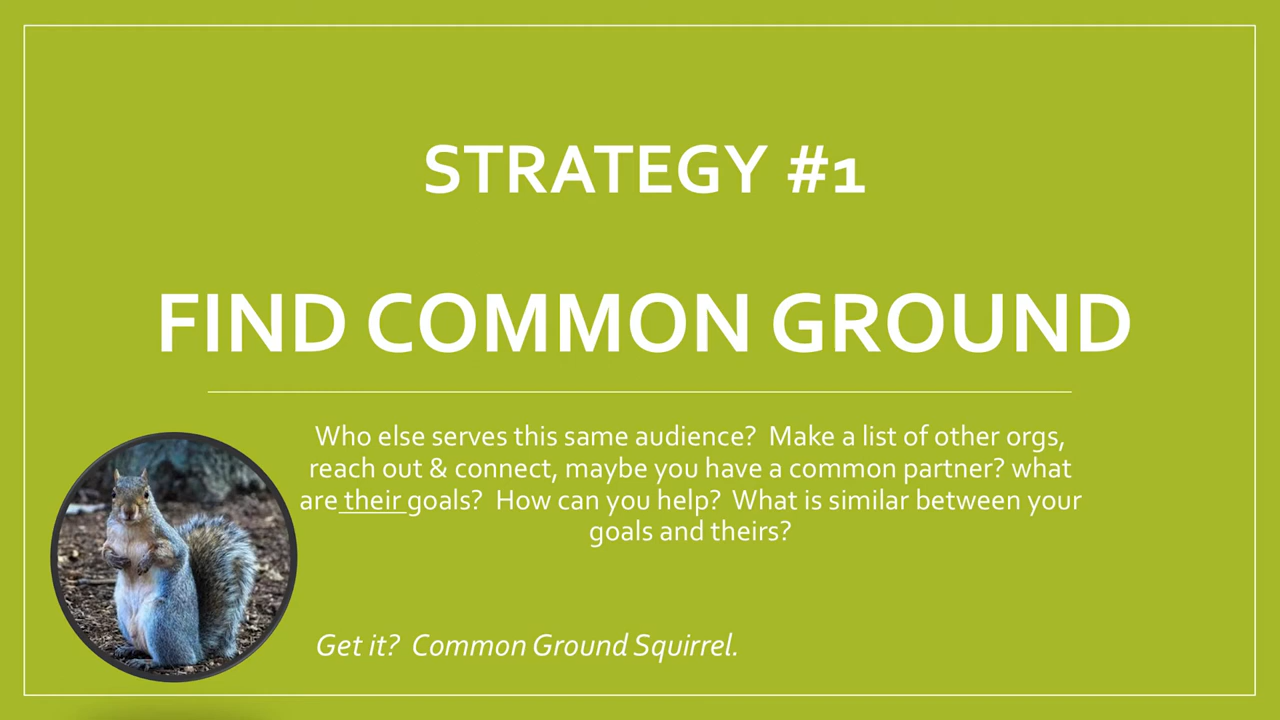 STRATEGY #1
FIND COMMON GROUND
Who else serves this same audience?  Make a list of other orgs,
reach out & connect, maybe you have a common partner? what
are their goals?  How can you help?  What is similar between your
goals and theirs?
Get it?  Common Ground Squirrel.